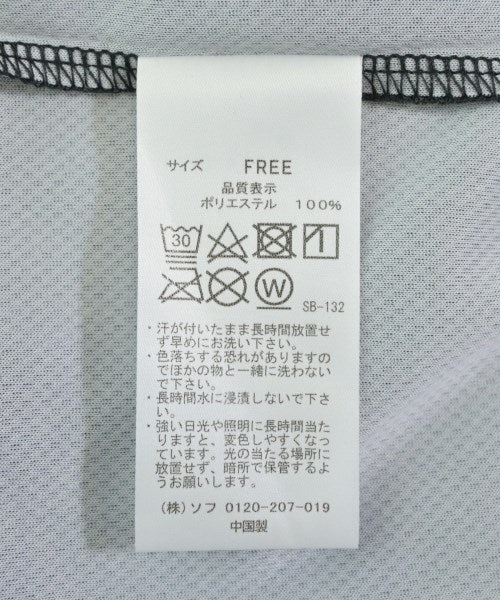 サイズ FREE
品質表示
ポリエステル 100%
30
W
SB-132
・汗が付いたまま長時間放置せ
ず早めにお洗い下さい。
・色落ちする恐れがありますの
でほかの物と一緒に洗わない
で下さい。
・長時間水に浸漬しないで下さ
い。
・強い日光や照明に長時間当た
りますと、変色しやすくなっ
ています。光の当たる場所に
放置せず、暗所で保管するよ
うお願いします。
(株)ソフ 0120-207-019
中国製